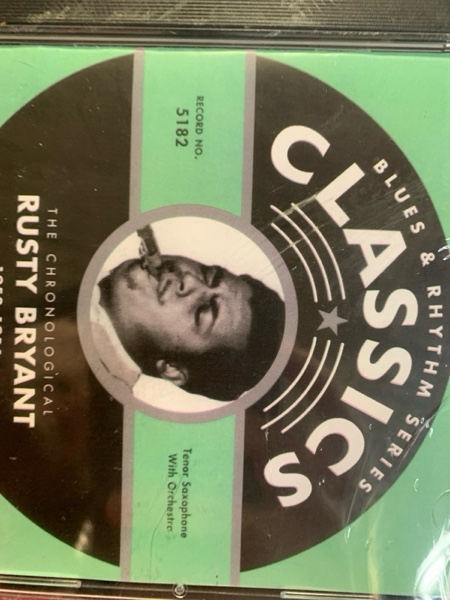 BLUES & RHYTHM SERIES
CLASSICS
RECORD NO.
5182
Tenor Saxophone
With Orchestra
THE CHRONOLOGICAL
RUSTY BRYANT